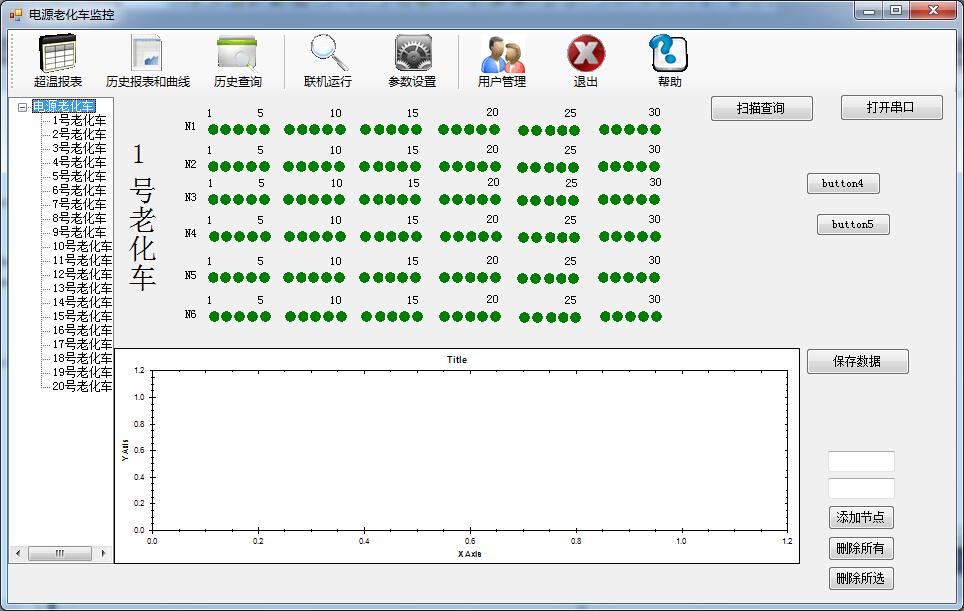 电源老化车监控
超温报表 历史报表和曲线 历史查询 联机运行 参数设置 用户管理 退出 帮助
电源老化车
1号老化车
2号老化车
3号老化车
4号老化车
5号老化车
6号老化车
7号老化车
8号老化车
9号老化车
10号老化车
11号老化车
12号老化车
13号老化车
14号老化车
15号老化车
16号老化车
17号老化车
18号老化车
19号老化车
20号老化车
1号老化车
1 5 10 15 20 25 30
N1
1 5 10 15 20 25 30
N2
1 5 10 15 20 25 30
N3
1 5 10 15 20 25 30
N4
1 5 10 15 20 25 30
N5
1 5 10 15 20 25 30
N6
扫描查询 打开串口
button4
button5
Title
1.2
1.0
0.8
0.6
0.4
0.2
0.0
Y Axis
0.0 0.2 0.4 0.6 0.8 1.0 1.2
X Axis
保存数据
添加节点
删除所有
删除所选